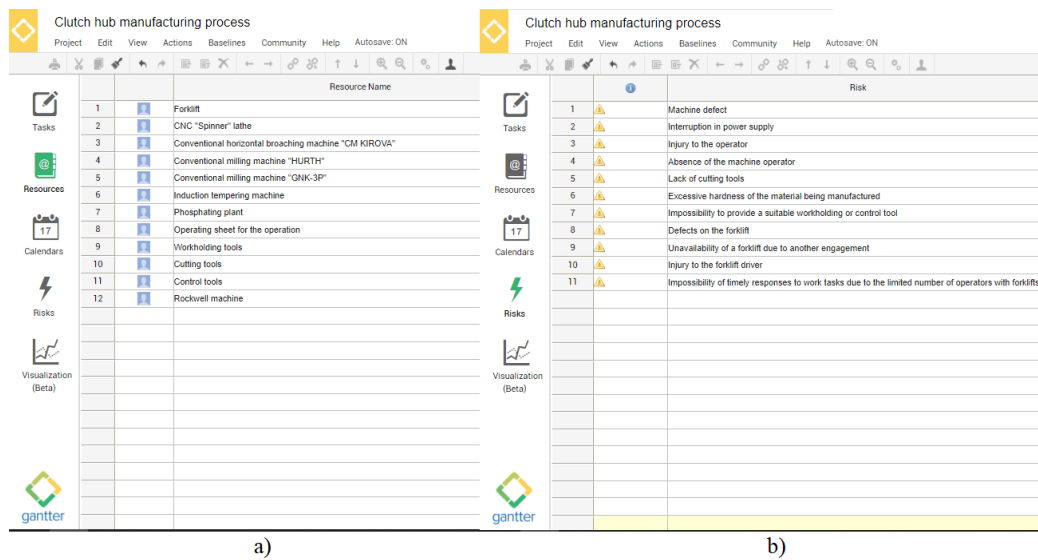 Clutch hub manufacturing process
Project Edit View Actions Baselines Community Help Autosave: ON
Resource Name
1 Forklift
2 CNC "Spinner" lathe
3 Conventional horizontal broaching machine "CM KIROVA"
4 Conventional milling machine "HURTH"
5 Conventional milling machine "GNK-3P"
6 Induction tempering machine
7 Phosphating plant
8 Operating sheet for the operation
9 Workholding tools
10 Cutting tools
11 Control tools
12 Rockwell machine
Tasks
@
Resources
17
Calendars
Risks
Visualization
(Beta)
gantter
a)
Clutch hub manufacturing process
Project Edit View Actions Baselines Community Help Autosave: ON
Risk
1 Machine defect
2 Interruption in power supply
3 Injury to the operator
4 Absence of the machine operator
5 Lack of cutting tools
6 Excessive hardness of the material being manufactured
7 Impossibility to provide a suitable workholding or control tool
8 Defects on the forklift
9 Unavailability of a forklift due to another engagement
10 Injury to the forklift driver
11 Impossibility of timely responses to work tasks due to the limited number of operators with forklifts
Tasks
@
Resources
17
Calendars
Risks
Visualization
(Beta)
gantter
b)